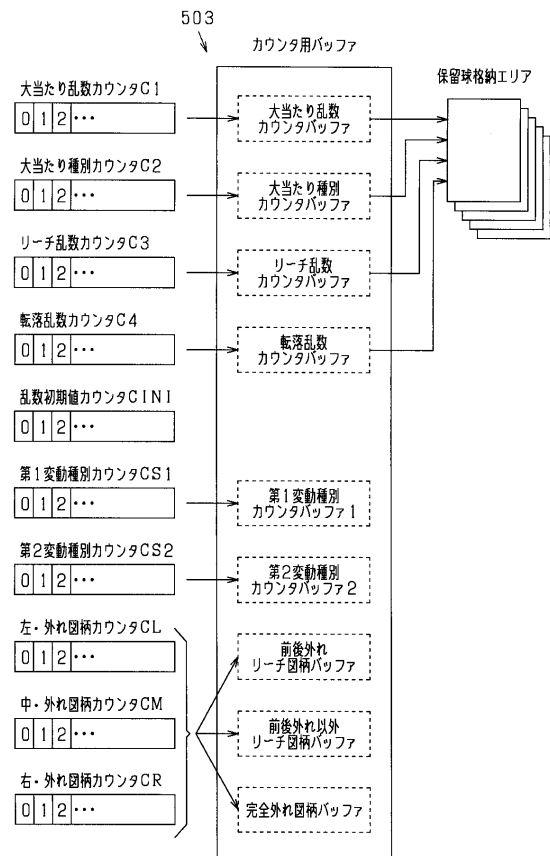 503
カウンタ用バッファ
保留球格納エリア
大当たり乱数カウンタC1
0 1 2 ･･･
大当たり乱数
カウンタバッファ
大当たり種別カウンタC2
0 1 2 ･･･
大当たり種別
カウンタバッファ
リーチ乱数カウンタC3
0 1 2 ･･･
リーチ乱数
カウンタバッファ
転落乱数カウンタC4
0 1 2 ･･･
転落乱数
カウンタバッファ
乱数初期値カウンタCINI
0 1 2 ･･･
第1変動種別カウンタCS1
0 1 2 ･･･
第1変動種別
カウンタバッファ1
第2変動種別カウンタCS2
0 1 2 ･･･
第2変動種別
カウンタバッファ2
左・外れ図柄カウンタCL
0 1 2 ･･･
前後外れ
リーチ図柄バッファ
中・外れ図柄カウンタCM
0 1 2 ･･･
前後外れ以外
リーチ図柄バッファ
右・外れ図柄カウンタCR
0 1 2 ･･･
完全外れ図柄バッファ